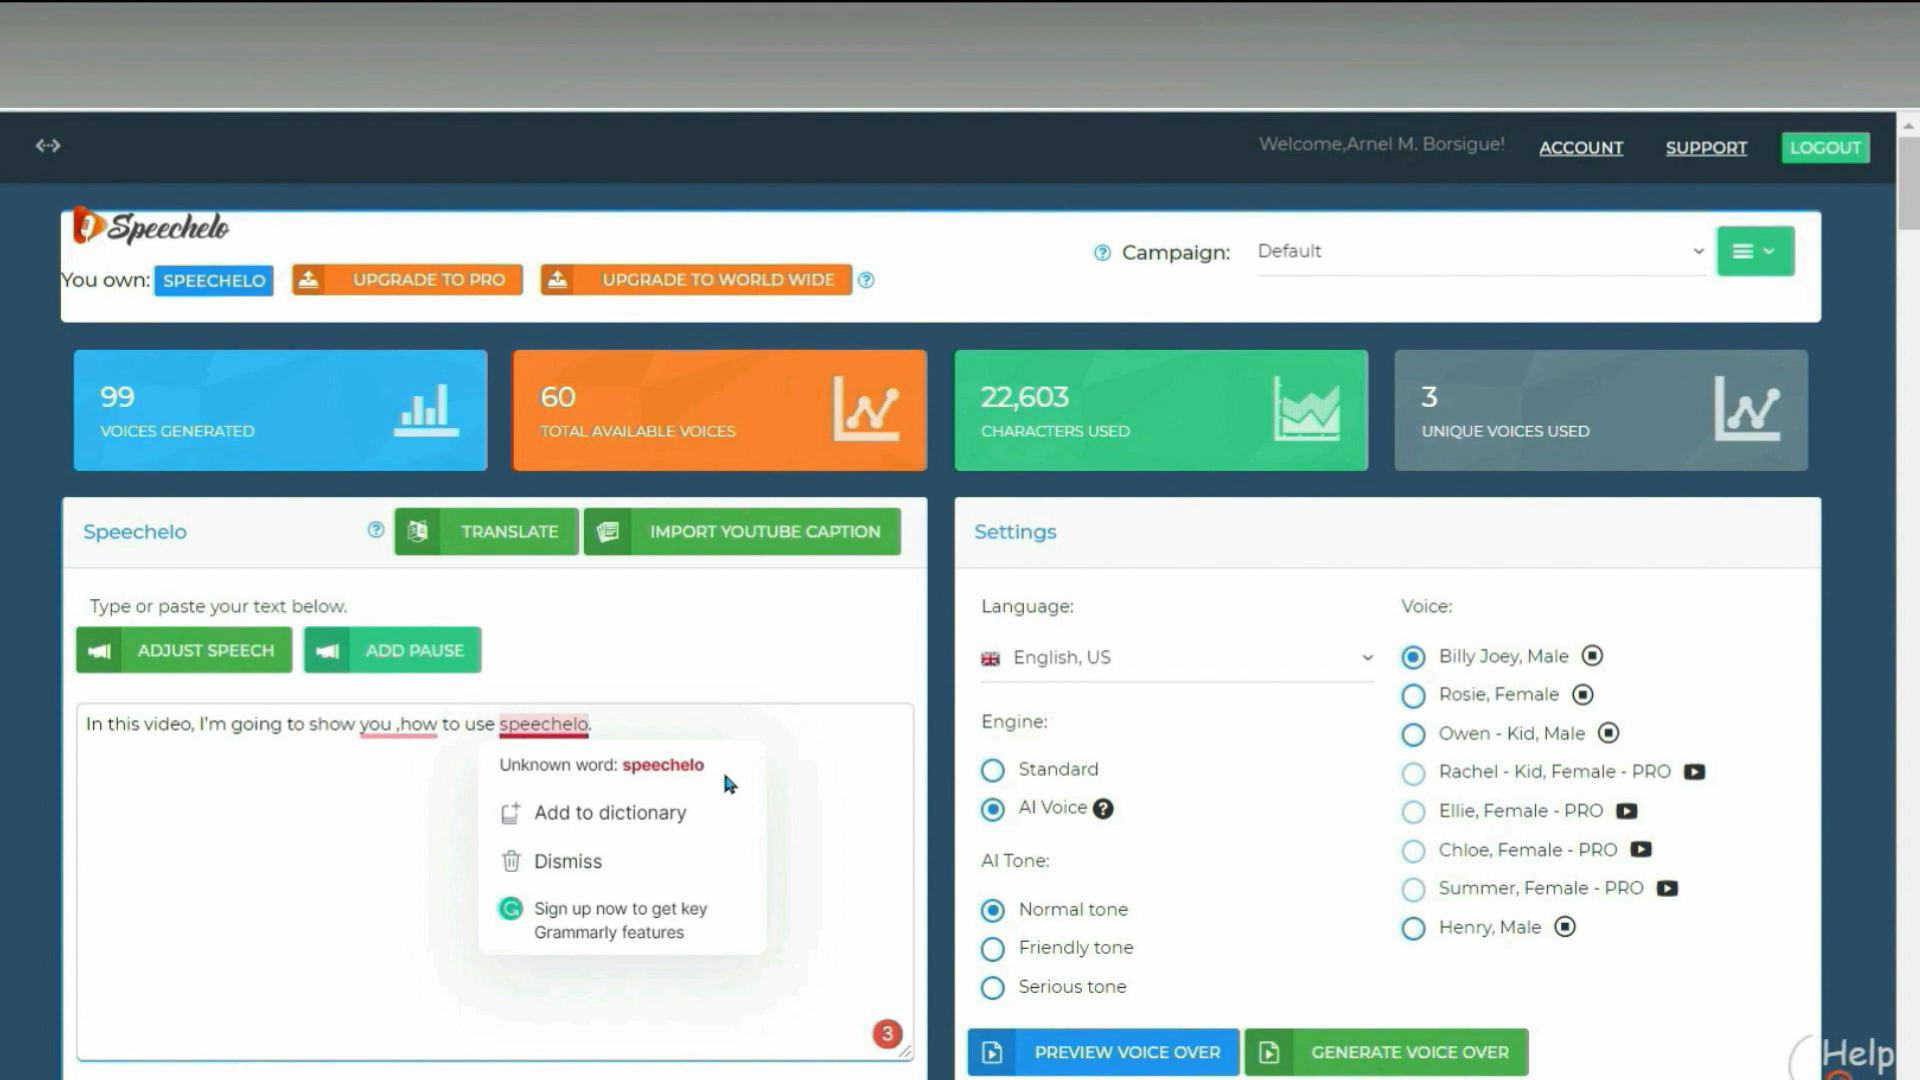 Welcome,Arnel M. Borsigue!
ACCOUNT
SUPPORT
LOGOUT
Speechelo
You own: SPEECHELO
UPGRADE TO PRO
UPGRADE TO WORLD WIDE
Campaign: Default
99
VOICES GENERATED
60
TOTAL AVAILABLE VOICES
22,603
CHARACTERS USED
3
UNIQUE VOICES USED
Speechelo
TRANSLATE
IMPORT YOUTUBE CAPTION
Type or paste your text below.
ADJUST SPEECH
ADD PAUSE
In this video, I'm going to show you ,how to use speechelo.
Unknown word: speechelo
Add to dictionary
Dismiss
Sign up now to get key
Grammarly features
3
Settings
Language:
English, US
Engine:
Standard
AI Voice
AI Tone:
Normal tone
Friendly tone
Serious tone
Voice:
Billy Joey, Male
Rosie, Female
Owen - Kid, Male
Rachel - Kid, Female - PRO
Ellie, Female - PRO
Chloe, Female - PRO
Summer, Female - PRO
Henry, Male
PREVIEW VOICE OVER
GENERATE VOICE OVER
Help